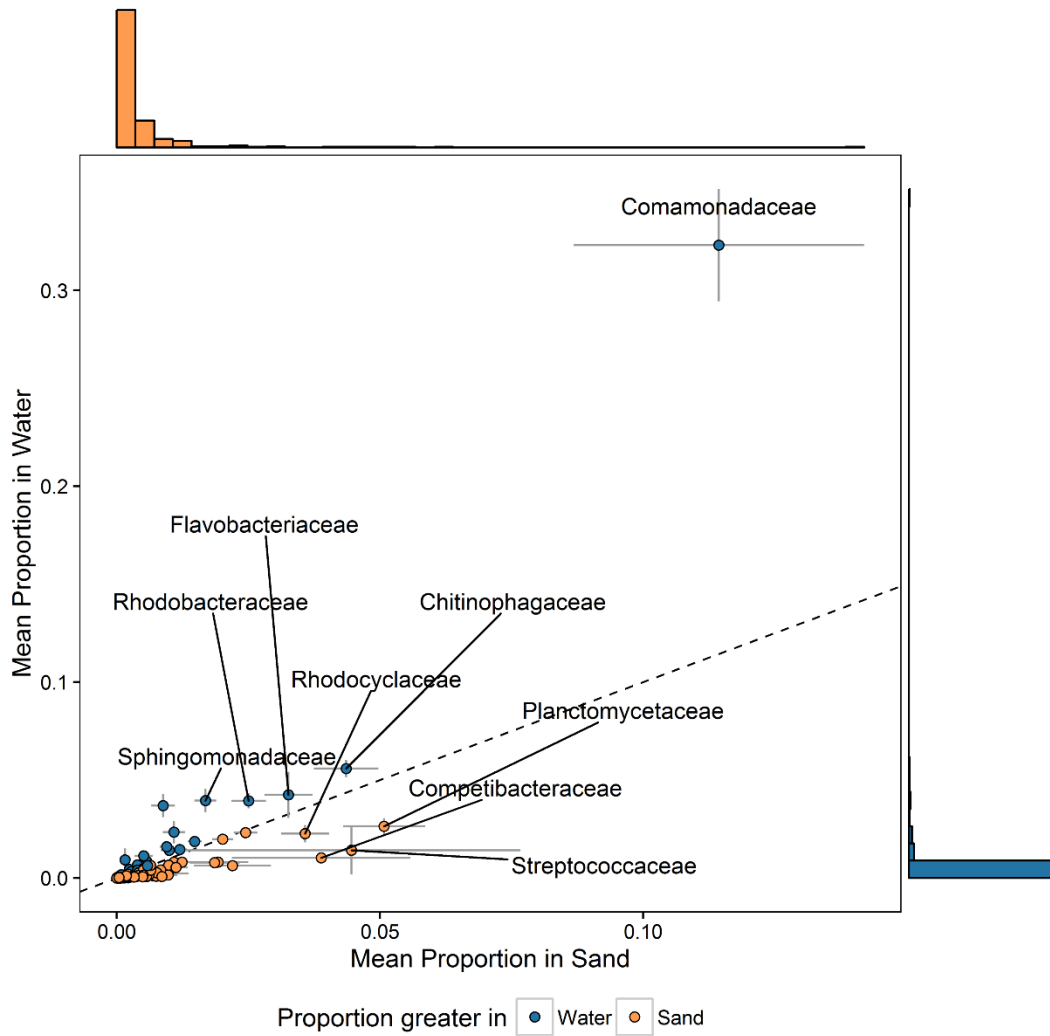 Comamonadaceae
0.3
Mean Proportion in Water
0.2
Flavobacteriaceae
Rhodobacteraceae
Chitinophagaceae
0.1
Rhodocyclaceae
Planctomycetaceae
Sphingomonadaceae
Competibacteraceae
Streptococcaceae
0.0
0.00 0.05 0.10
Mean Proportion in Sand
Proportion greater in Water Sand